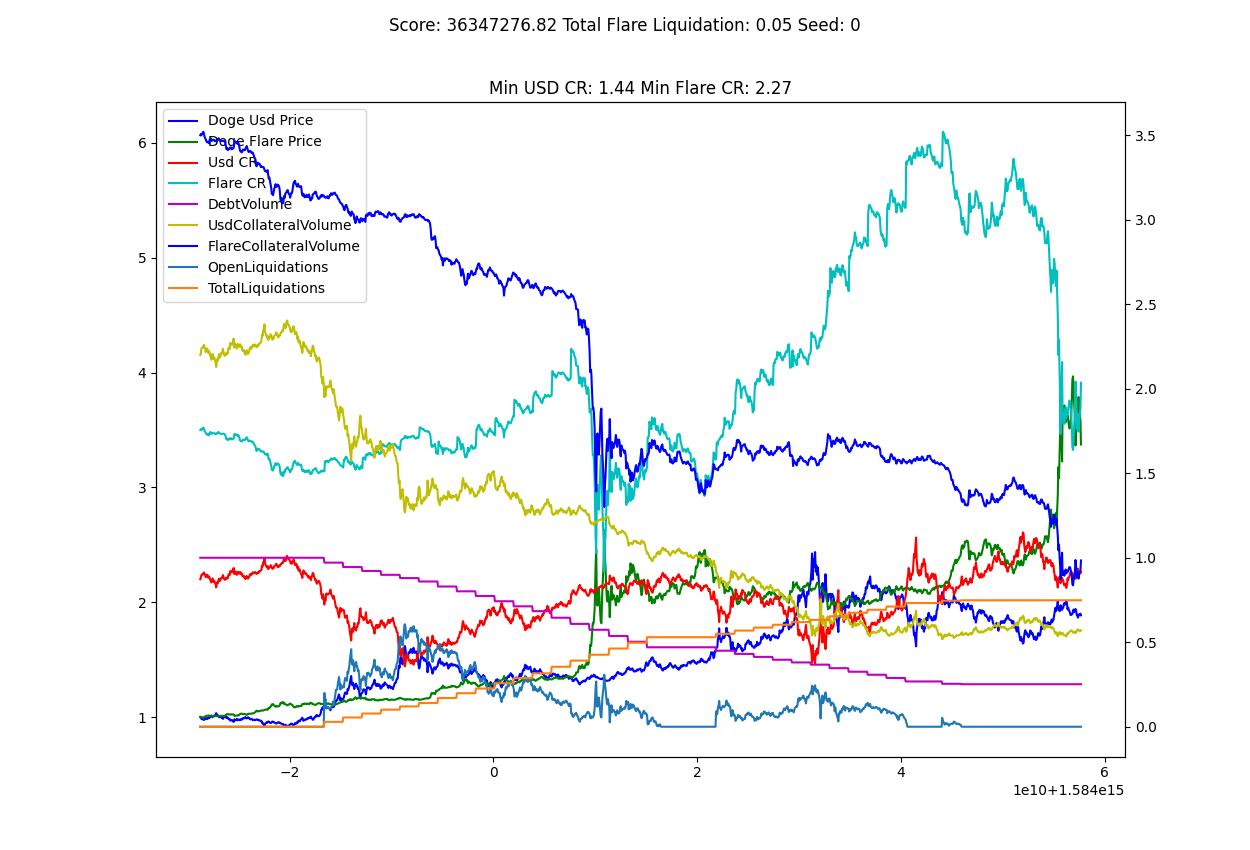 Score: 36347276.82 Total Flare Liquidation: 0.05 Seed: 0
Min USD CR: 1.44 Min Flare CR: 2.27
Doge Usd Price
Doge Flare Price
Usd CR
Flare CR
DebtVolume
UsdCollateralVolume
FlareCollateralVolume
OpenLiquidations
TotalLiquidations
6
5
4
3
2
1
3.5
3.0
2.5
2.0
1.5
1.0
0.5
0.0
−2 0 2 4 6
1e10+1.584e15